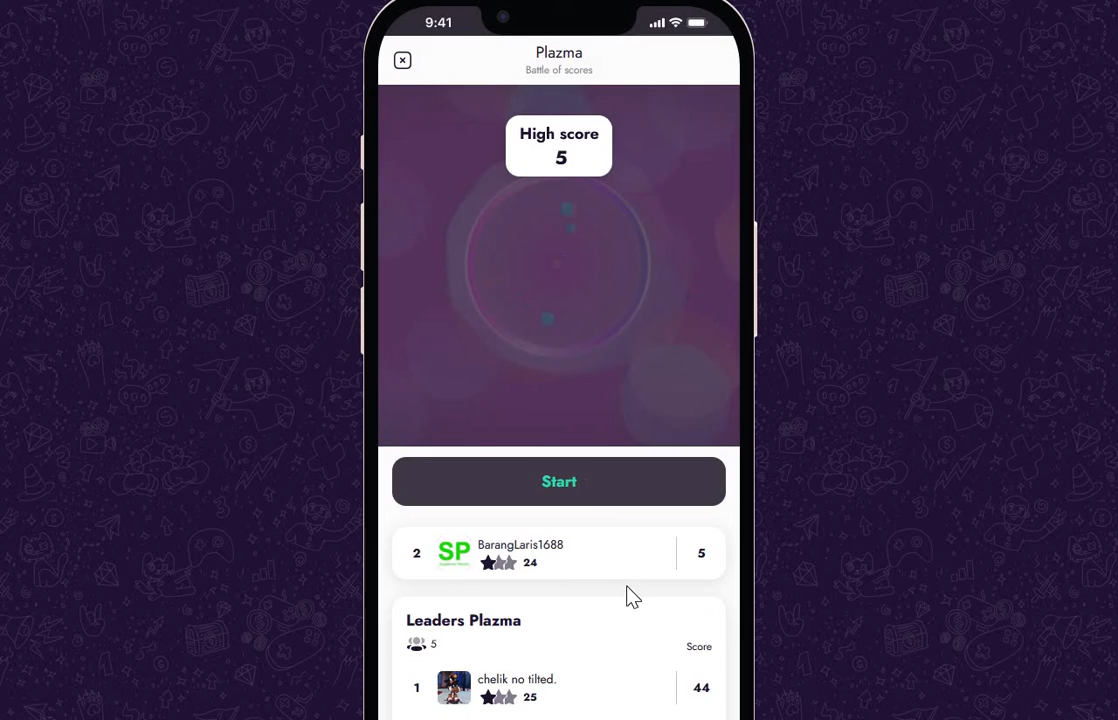 9:41
Plazma
Battle of scores
High score
5
Start
2
SP
BarangLaris1688
24
5
Leaders Plazma
5
Score
1
chelik no tilted.
25
44